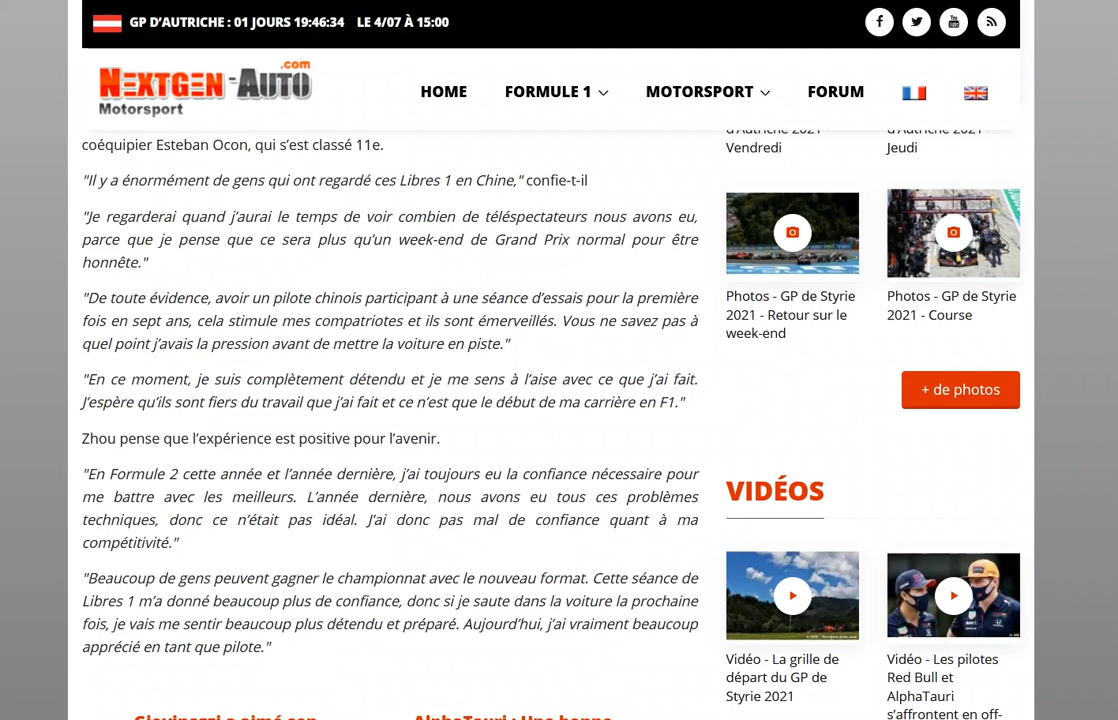 GP D’AUTRICHE : 01 JOURS 19:46:34 LE 4/07 À 15:00
NEXTGEN-AUTO.com
Motorsport
HOME FORMULE 1 MOTORSPORT FORUM
coéquipier Esteban Ocon, qui s’est classé 11e.
"Il y a énormément de gens qui ont regardé ces Libres 1 en Chine," confie-t-il
"Je regarderai quand j’aurai le temps de voir combien de téléspectateurs nous avons eu,
parce que je pense que ce sera plus qu’un week-end de Grand Prix normal pour être
honnête."
"De toute évidence, avoir un pilote chinois participant à une séance d’essais pour la première
fois en sept ans, cela stimule mes compatriotes et ils sont émerveillés. Vous ne savez pas à
quel point j’avais la pression avant de mettre la voiture en piste."
"En ce moment, je suis complètement détendu et je me sens à l’aise avec ce que j’ai fait.
J’espère qu’ils sont fiers du travail que j’ai fait et ce n’est que le début de ma carrière en F1."
Zhou pense que l’expérience est positive pour l’avenir.
"En Formule 2 cette année et l’année dernière, j’ai toujours eu la confiance nécessaire pour
me battre avec les meilleurs. L’année dernière, nous avons eu tous ces problèmes
techniques, donc ce n’était pas idéal. J’ai donc pas mal de confiance quant à ma
compétitivité."
"Beaucoup de gens peuvent gagner le championnat avec le nouveau format. Cette séance de
Libres 1 m’a donné beaucoup plus de confiance, donc si je saute dans la voiture la prochaine
fois, je vais me sentir beaucoup plus détendu et préparé. Aujourd’hui, j’ai vraiment beaucoup
apprécié en tant que pilote."
Giovinazzi a aimé son
AlphaTauri : Une bonne
d’Autriche 2021 -
Vendredi
d’Autriche 2021 -
Jeudi
Photos - GP de Styrie
2021 - Retour sur le
week-end
Photos - GP de Styrie
2021 - Course
+ de photos
VIDÉOS
Vidéo - La grille de
départ du GP de
Styrie 2021
Vidéo - Les pilotes
Red Bull et
AlphaTauri
s’affrontent en off-